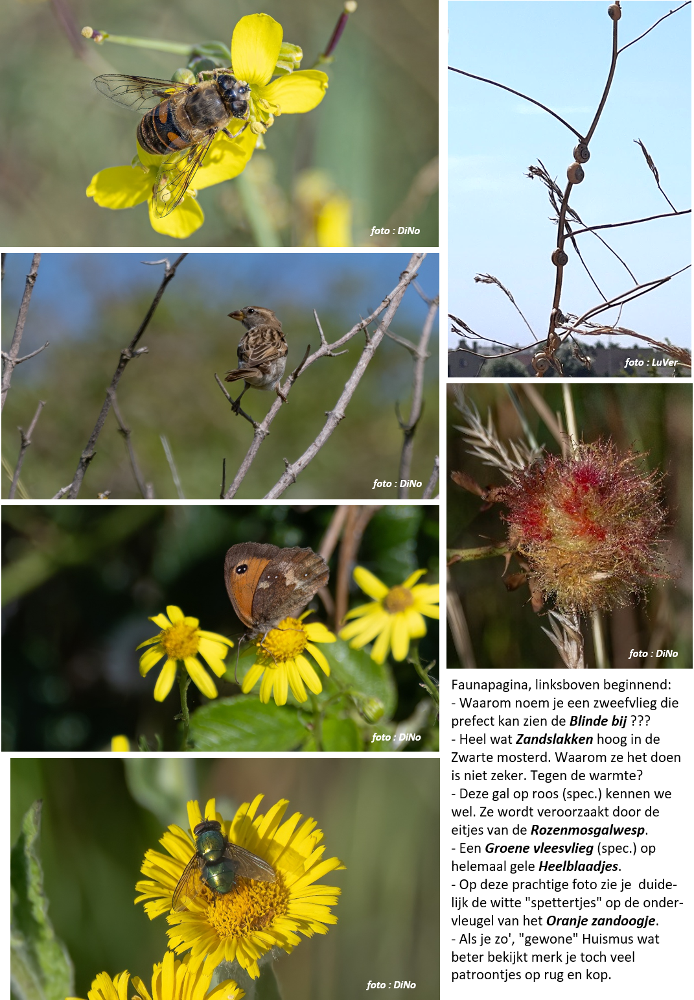 foto : DiNo
foto : LuVer
foto : DiNo
foto : DiNo
foto : DiNo
foto : DiNo
Faunapagina, linksboven beginnend:
- Waarom noem je een zweefvlieg die
prefect kan zien de Blinde bij ???
- Heel wat Zandslakken hoog in de
Zwarte mosterd. Waarom ze het doen
is niet zeker. Tegen de warmte?
- Deze gal op roos (spec.) kennen we
wel. Ze wordt veroorzaakt door de
eitjes van de Rozenmosgalwesp.
- Een Groene vleesvlieg (spec.) op
helemaal gele Heelblaadjes.
- Op deze prachtige foto zie je  duide-
lijk de witte "spettertjes" op de onder-
vleugel van het Oranje zandoogje.
- Als je zo', "gewone" Huismus wat
beter bekijkt merk je toch veel
patroontjes op rug en kop.